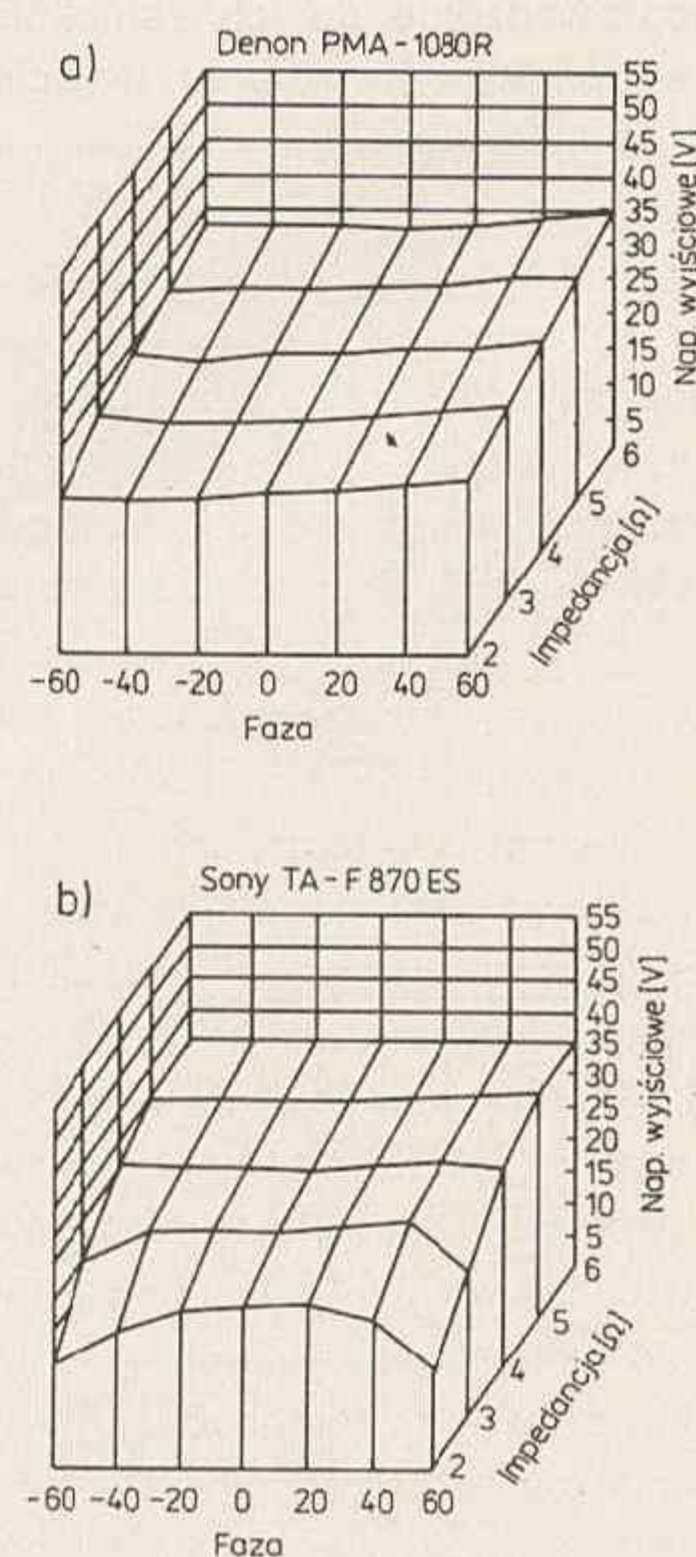 a)
Denon PMA-1080R
55
50
45
40
35
30
25
20
15
10
5
6
5
4
3
2
Nap. wyjściowe [V]
Impedancja [Ω]
-60 -40 -20 0 20 40 60
Faza
b)
Sony TA-F 870 ES
55
50
45
40
35
30
25
20
15
10
5
6
5
4
3
2
Nap. wyjściowe [V]
Impedancja [Ω]
-60 -40 -20 0 20 40 60
Faza